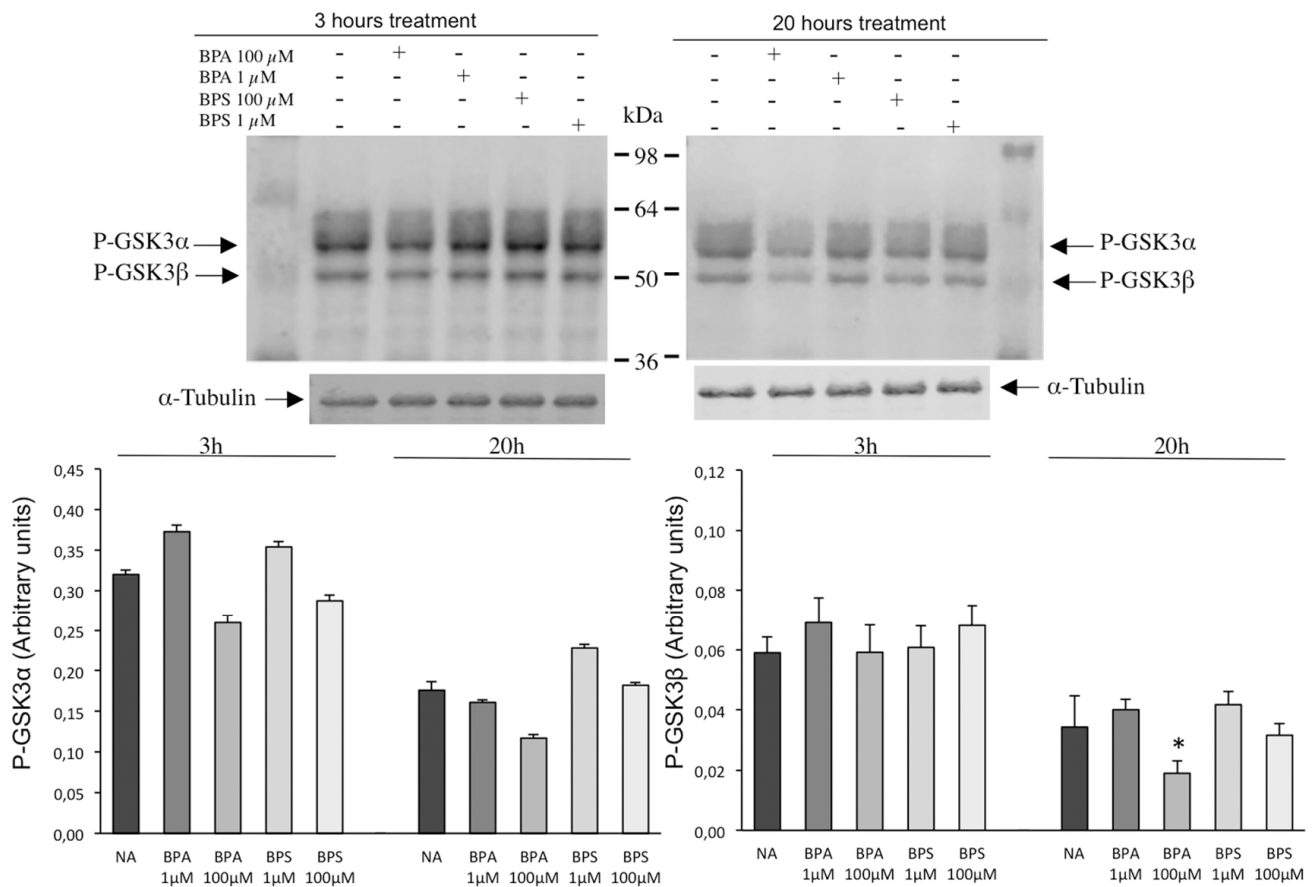 3 hours treatment
20 hours treatment
BPA 100 μM - + - - - - + - - -
BPA 1 μM - - + - - - - + - -
BPS 100 μM - - - + - - - - + -
BPS 1 μM - - - - + - - - - +
kDa
98
64
P-GSK3α
P-GSK3α
P-GSK3β
50
P-GSK3β
36
α-Tubulin
α-Tubulin
3h 20h
P-GSK3α (Arbitrary units)
0,45
0,40
0,35
0,30
0,25
0,20
0,15
0,10
0,05
0,00
NA BPA 1μM BPA 100μM BPS 1μM BPS 100μM NA BPA 1μM BPA 100μM BPS 1μM BPS 100μM
3h 20h
P-GSK3β (Arbitrary units)
0,12
0,10
0,08
0,06
0,04
0,02
0,00
*
NA BPA 1μM BPA 100μM BPS 1μM BPS 100μM NA BPA 1μM BPA 100μM BPS 1μM BPS 100μM